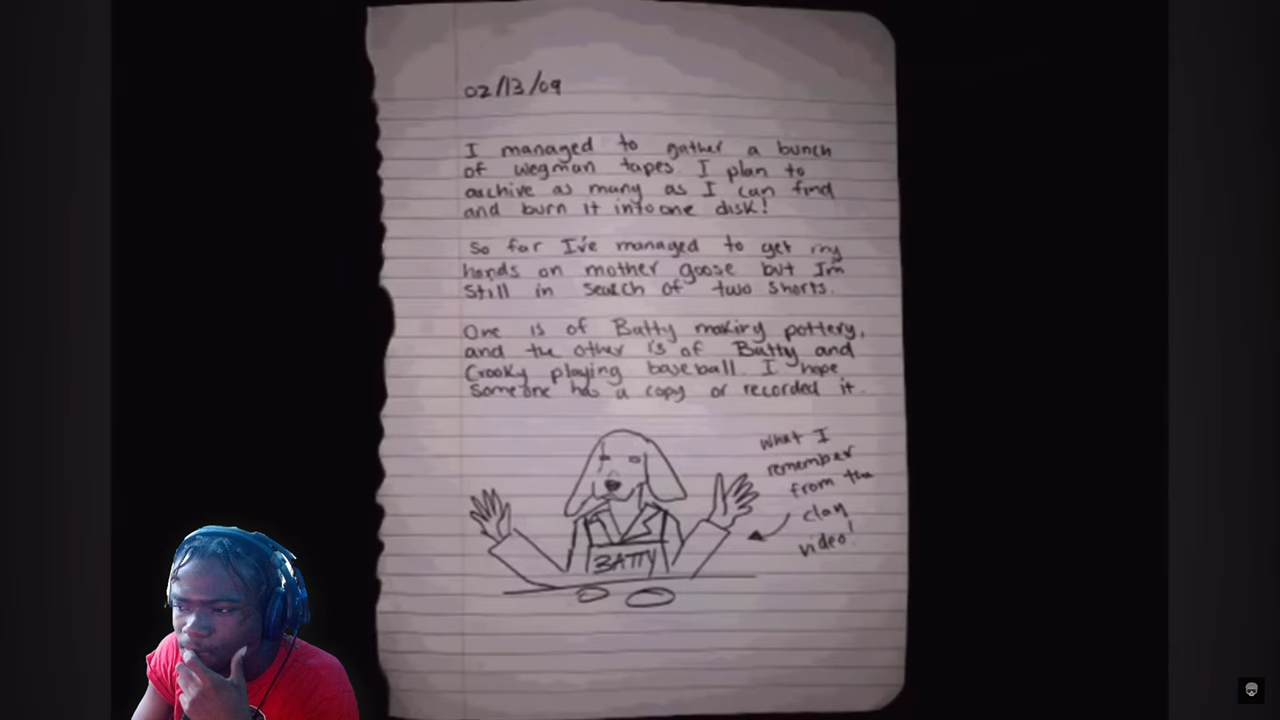 02/13/09
I managed to gather a bunch
of wegman tapes I plan to
archive as many as I can find
and burn it into one disk!
So far I've managed to get my
hands on mother goose but I'm
still in search of two shorts.
One is of Batty making pottery,
and the other is of Batty and
Crooky playing baseball. I hope
someone has a copy or recorded it.
What I
remember
from the
clay
video!
BATTY